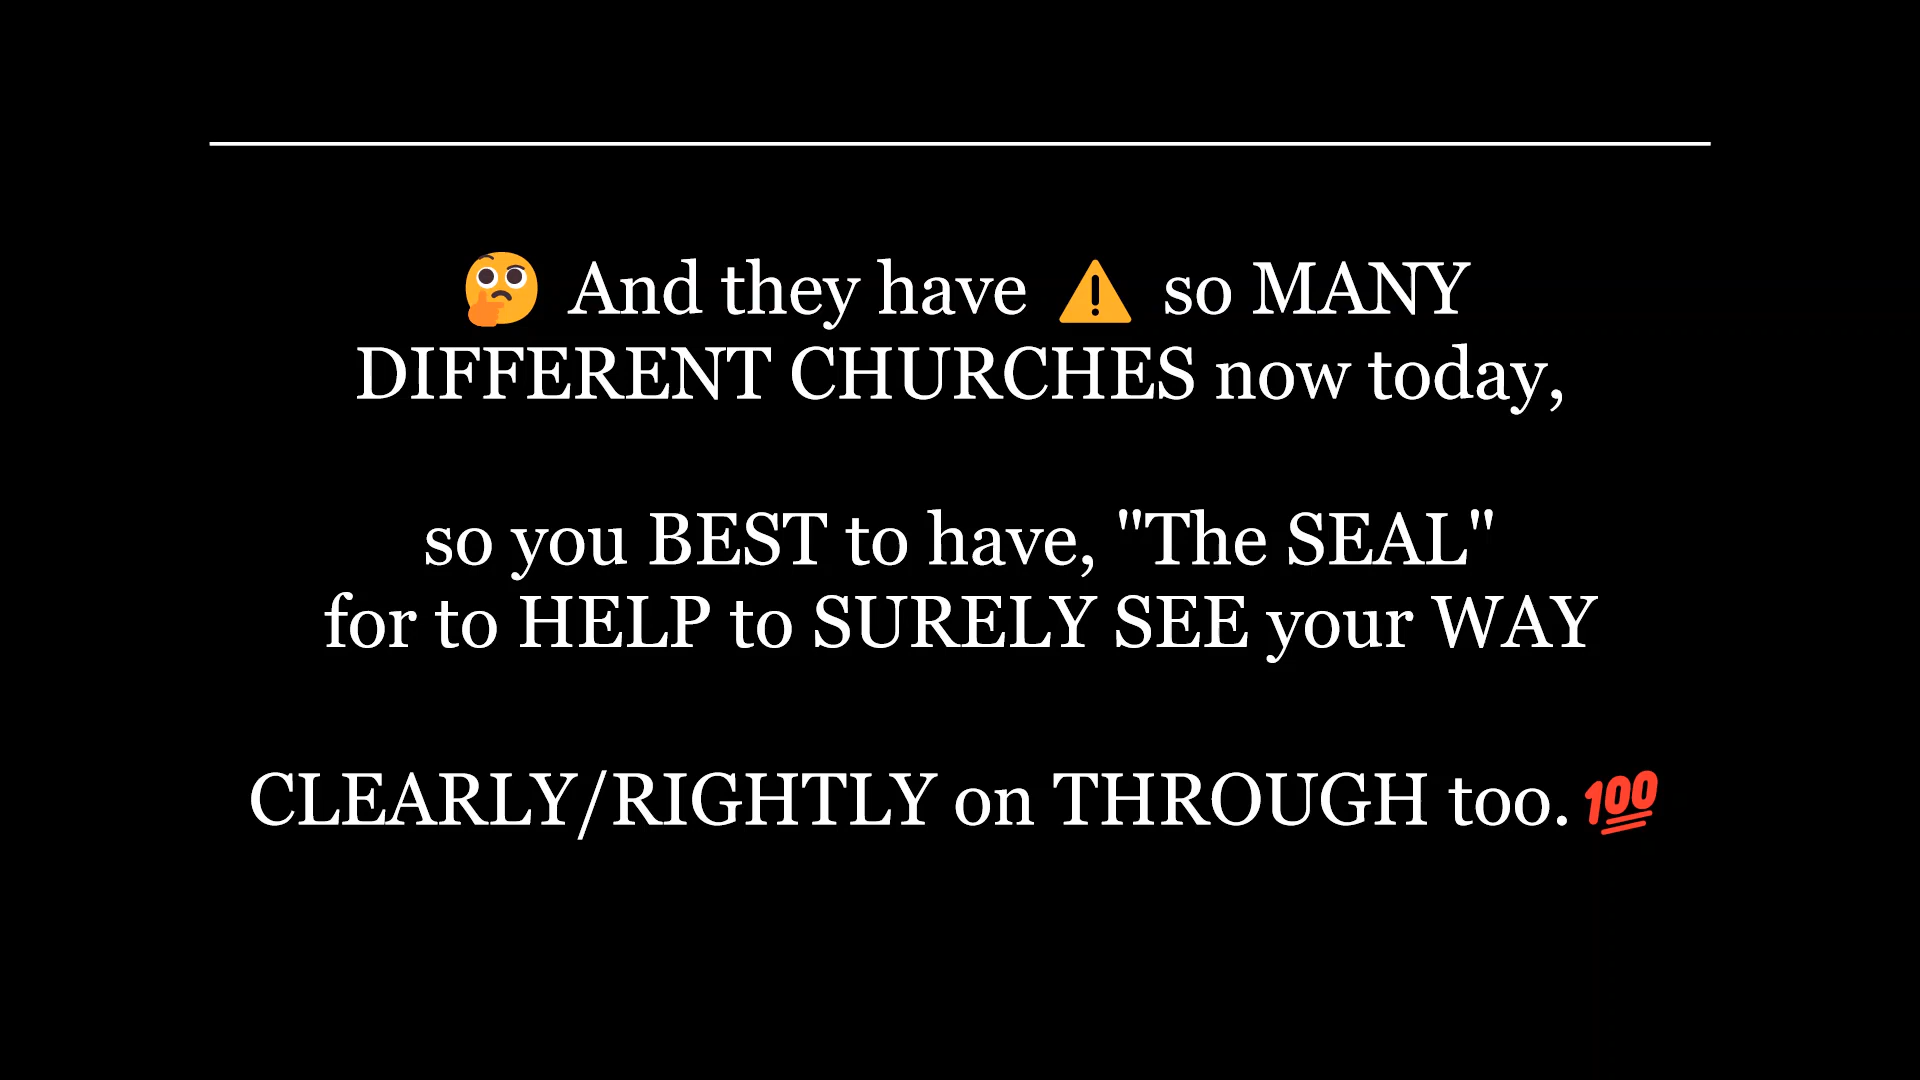 🤔 And they have ⚠️ so MANY
DIFFERENT CHURCHES now today,
so you BEST to have, "The SEAL"
for to HELP to SURELY SEE your WAY
CLEARLY/RIGHTLY on THROUGH too. 💯